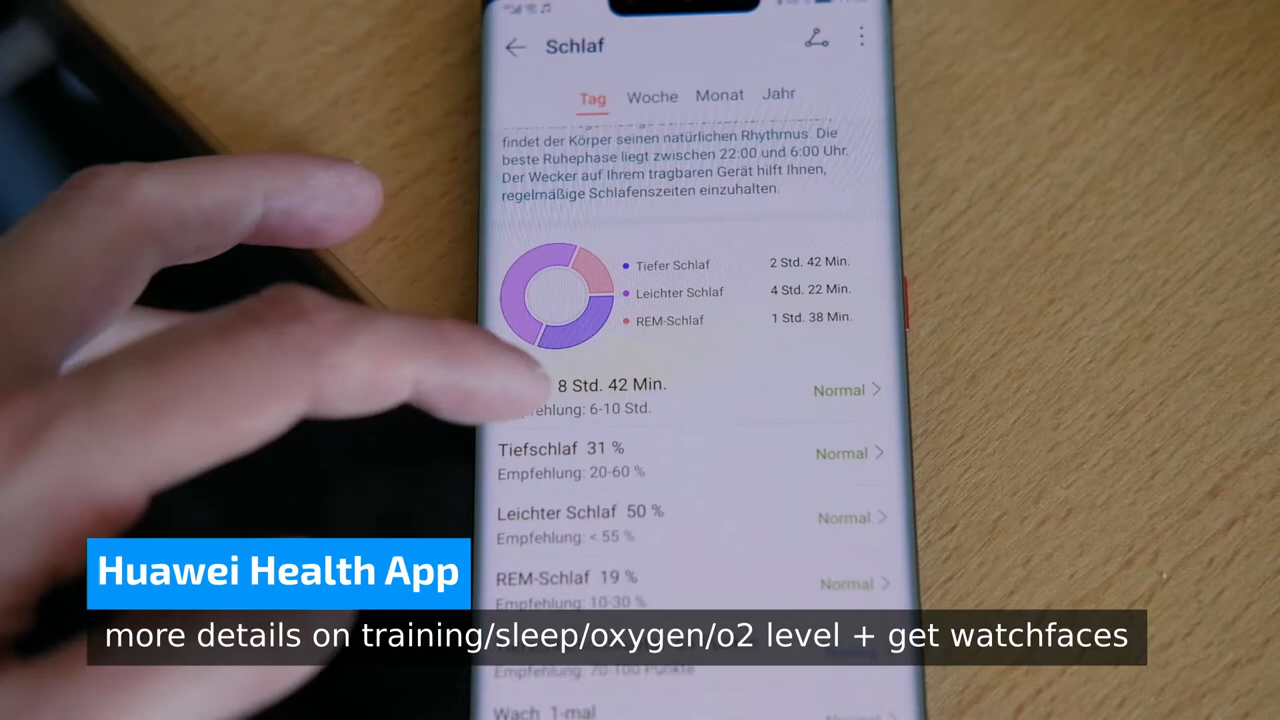 Schlaf
Tag Woche Monat Jahr
findet der Körper seinen natürlichen Rhythmus. Die
beste Ruhephase liegt zwischen 22:00 und 6:00 Uhr.
Der Wecker auf Ihrem tragbaren Gerät hilft Ihnen,
regelmäßige Schlafenszeiten einzuhalten.
Tiefer Schlaf 2 Std. 42 Min.
Leichter Schlaf 4 Std. 22 Min.
REM-Schlaf 1 Std. 38 Min.
8 Std. 42 Min. Normal
6-10 Std.
Tiefschlaf 31 % Normal
Empfehlung: 20-60 %
Leichter Schlaf 50 % Normal
Empfehlung: < 55 %
REM-Schlaf 19 % Normal
Empfehlung: 10-30 %
Huawei Health App
more details on training/sleep/oxygen/o2 level + get watchfaces
Empfehlung: 70-100 Punkte
Wach 1-mal